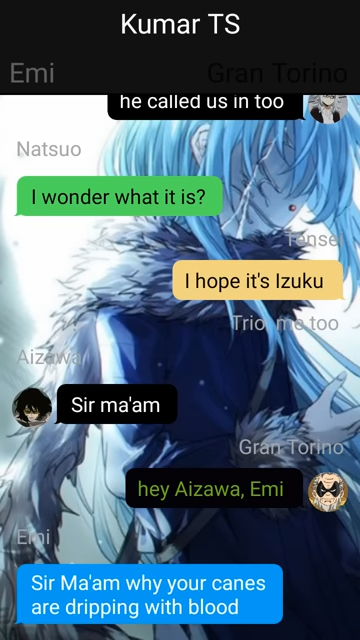 Kumar TS
Emi
Gran Torino
he called us in too
Natsuo
I wonder what it is?
Tensei
I hope it's Izuku
Trio me too
Aizawa
Sir ma'am
Gran Torino
hey Aizawa, Emi
Emi
Sir Ma'am why your canes
are dripping with blood